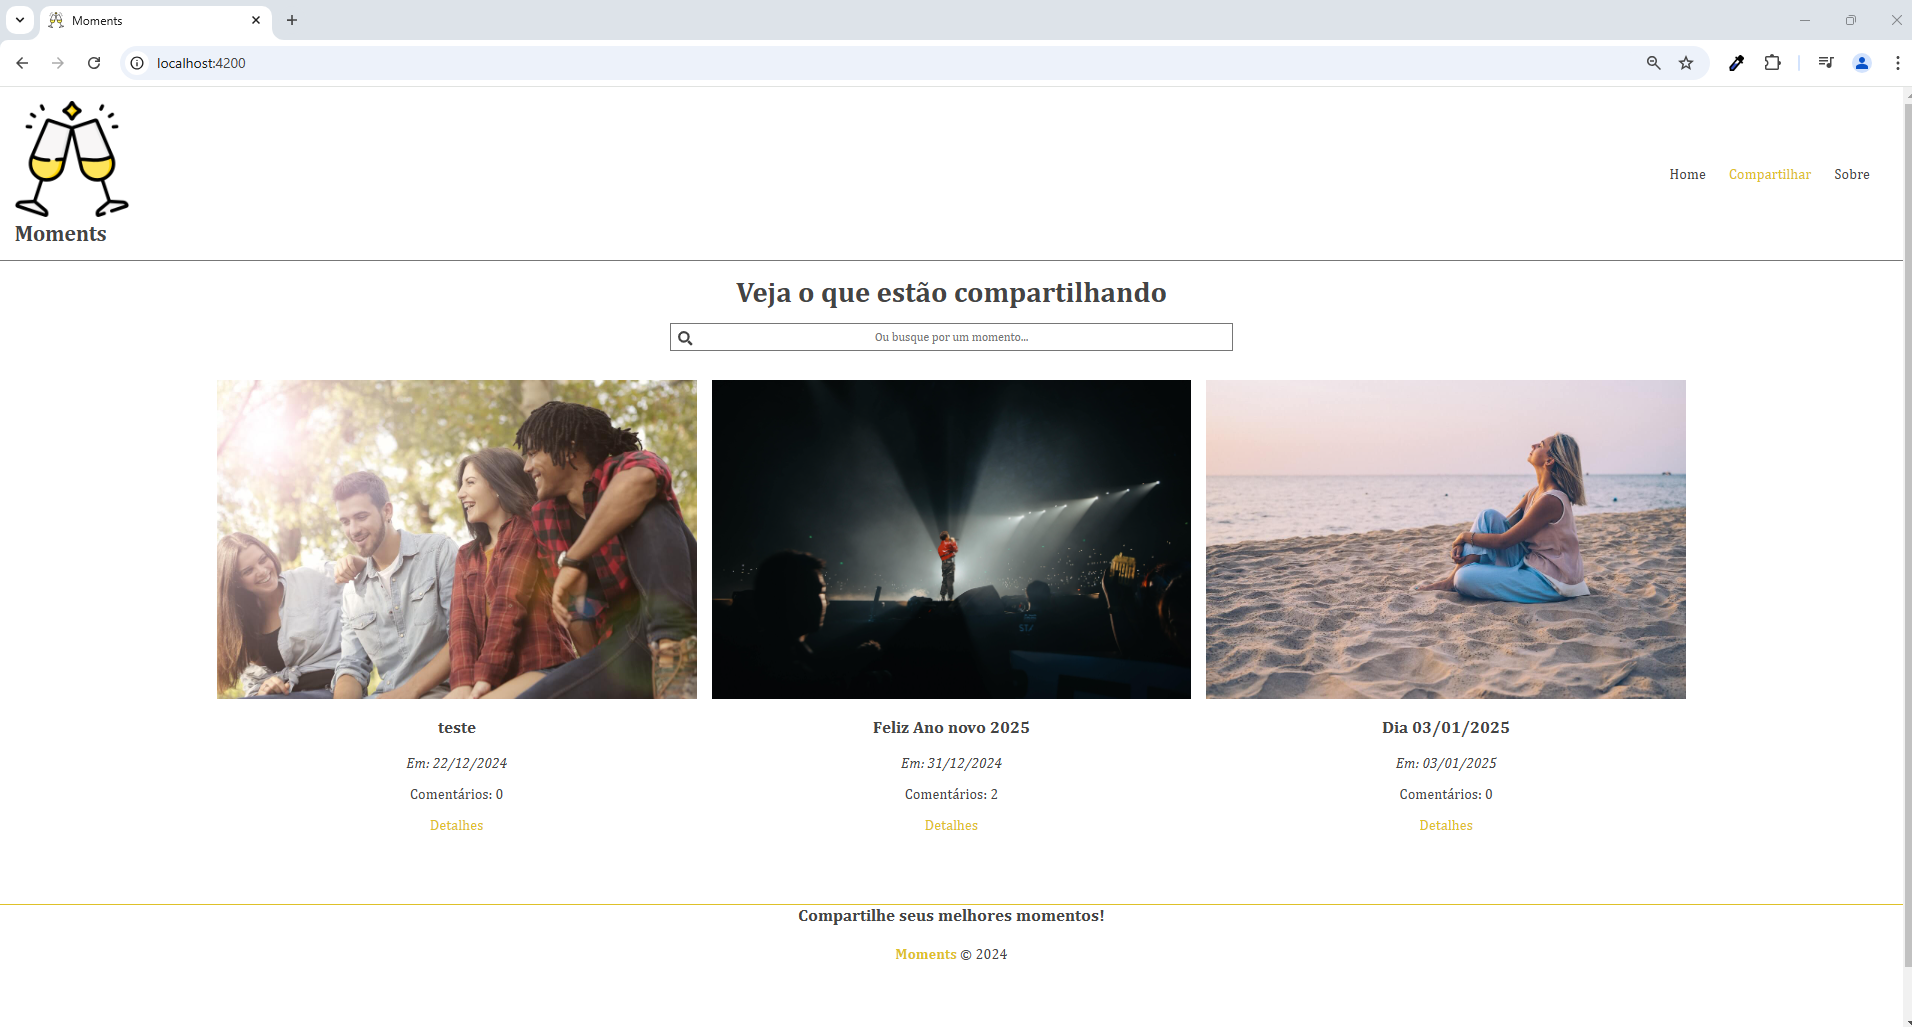 Moments
localhost:4200
Moments
Home Compartilhar Sobre
Veja o que estão compartilhando
Ou busque por um momento...
teste
Em: 22/12/2024
Comentários: 0
Detalhes
Feliz Ano novo 2025
Em: 31/12/2024
Comentários: 2
Detalhes
Dia 03/01/2025
Em: 03/01/2025
Comentários: 0
Detalhes
Compartilhe seus melhores momentos!
Moments © 2024